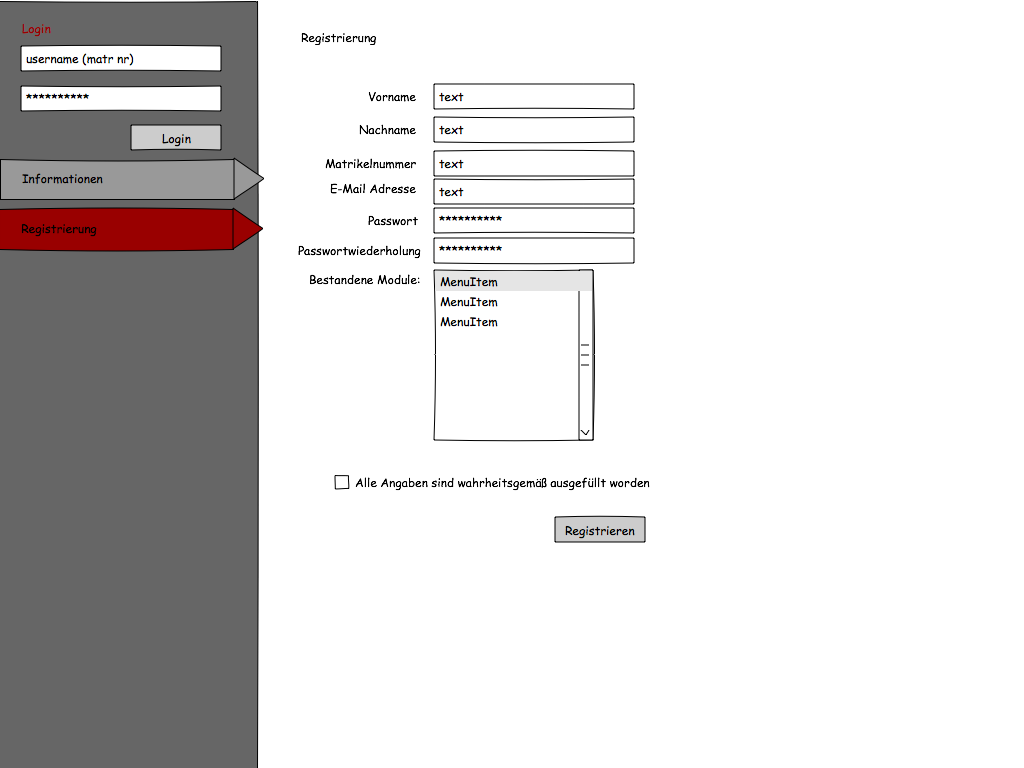 Login
username (matr nr)
**********
Login
Informationen
Registrierung
Registrierung
Vorname text
Nachname text
Matrikelnummer text
E-Mail Adresse text
Passwort **********
Passwortwiederholung **********
Bestandene Module: MenuItem
MenuItem
MenuItem
Alle Angaben sind wahrheitsgemäß ausgefüllt worden
Registrieren